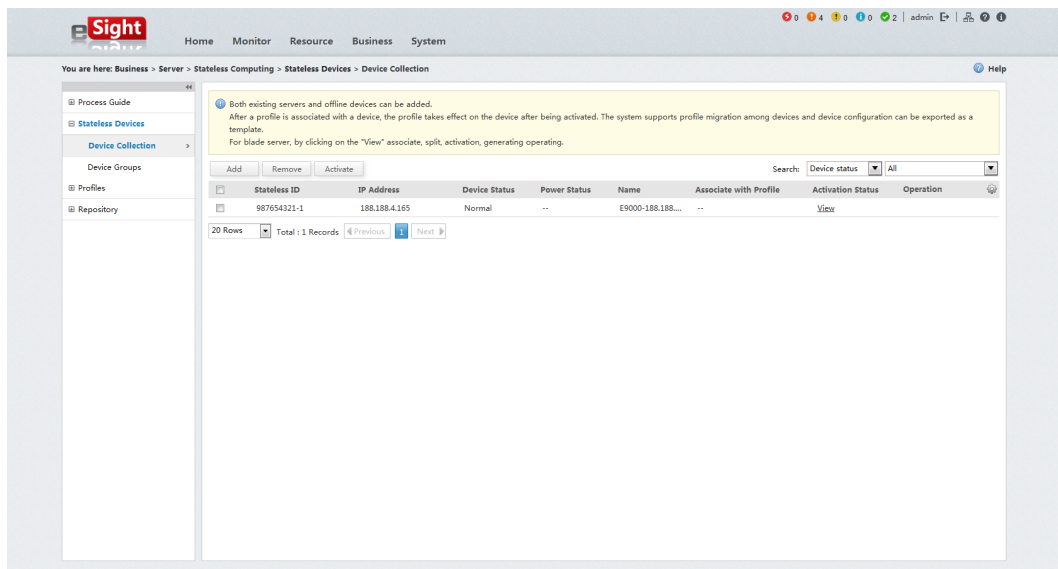 eSight
0 4 0 0 2 | admin
Home Monitor Resource Business System
You are here: Business > Server > Stateless Computing > Stateless Devices > Device Collection
Help
Process Guide
Stateless Devices
Device Collection >
Device Groups
Profiles
Repository
Both existing servers and offline devices can be added.
After a profile is associated with a device, the profile takes effect on the device after being activated. The system supports profile migration among devices and device configuration can be exported as a
template.
For blade server, by clicking on the "View" associate, split, activation, generating operating.
Add Remove Activate Search: Device status All
Stateless ID IP Address Device Status Power Status Name Associate with Profile Activation Status Operation
987654321-1 188.188.4.165 Normal -- E9000-188.188.... -- View
20 Rows Total : 1 Records Previous 1 Next